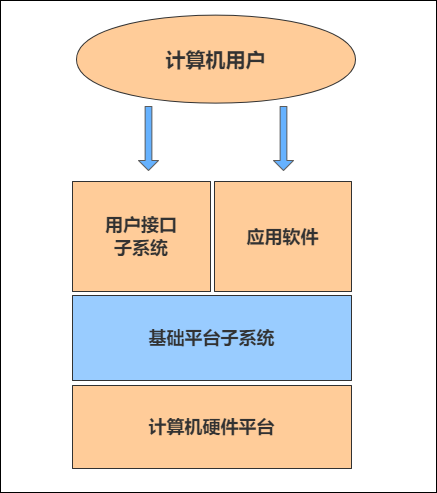 计算机用户
用户接口
子系统
应用软件
基础平台子系统
计算机硬件平台